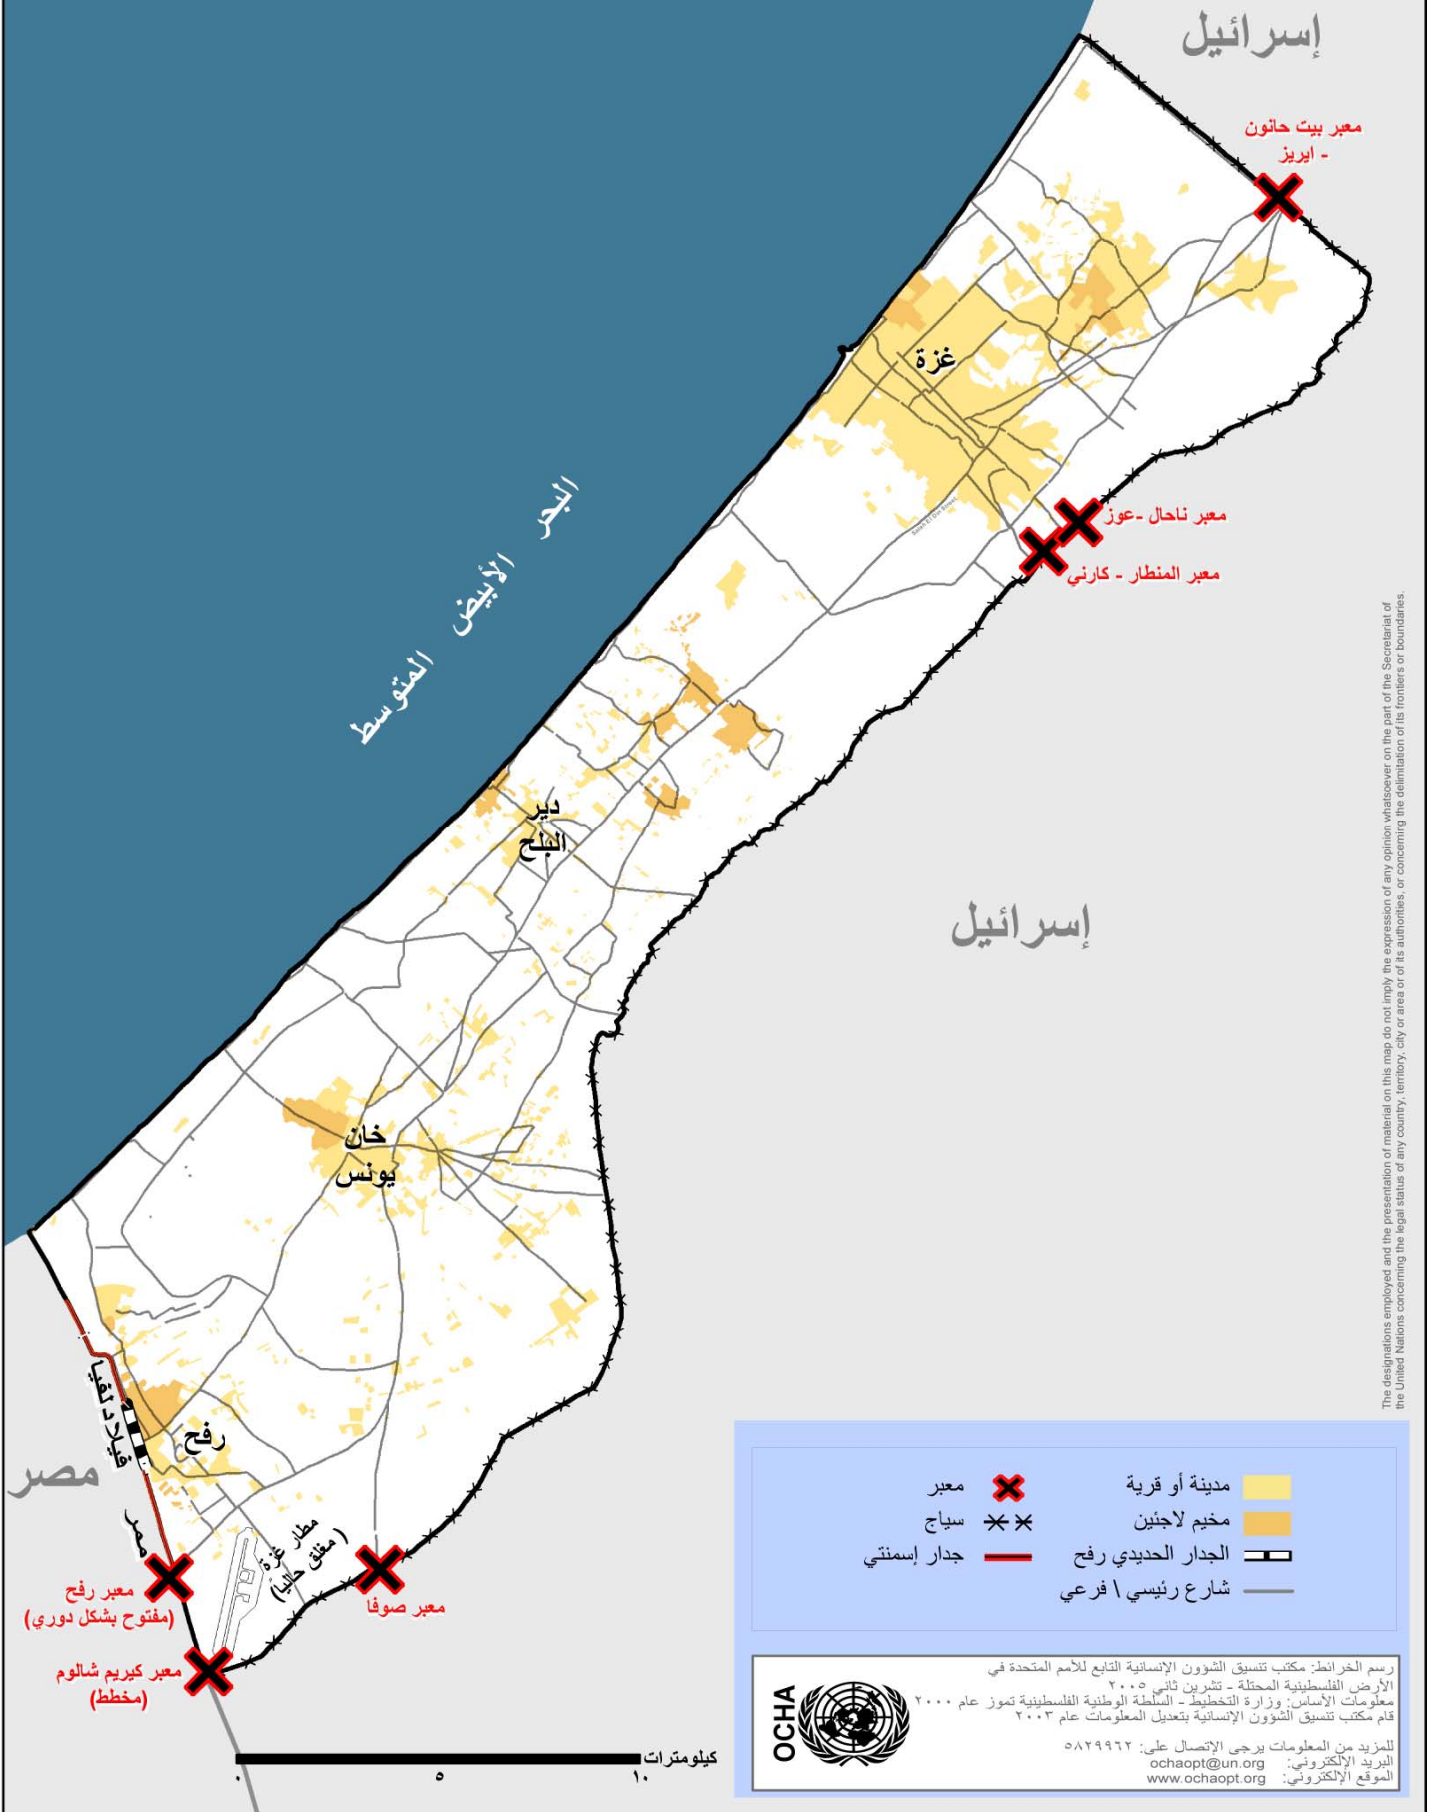 إسرائيل
معبر بيت حانون
- ايريز
غزة
Salah El Din Street
معبر ناحال -عوز
معبر المنطار - كارني
البحر الأبيض المتوسط
دير
البلح
إسرائيل
خان
يونس
The designations employed and the presentation of material on this map do not imply the expression of any opinion whatsoever on the part of the Secretariat of
the United Nations concerning the legal status of any country, territory, city or area or of its authorities, or concerning the delimitation of its frontiers or boundaries.
فيلادلفيا
ممر
رفح
مصر
مطار غزة
(مغلق حاليا)
معبر رفح
(مفتوح بشكل دوري)
معبر صوفا
معبر كيريم شالوم
(مخطط)
مدينة أو قرية
مخيم لاجئين
الجدار الحديدي رفح
شارع رئيسي \ فرعي
معبر
سياج
جدار إسمنتي
رسم الخرائط: مكتب تنسيق الشؤون الإنسانية التابع للأمم المتحدة في
الأرض الفلسطينية المحتلة - تشرين ثاني ٢٠٠٥
معلومات الأساس: وزارة التخطيط - السلطة الوطنية الفلسطينية تموز عام ٢٠٠٠
قام مكتب تنسيق الشؤون الإنسانية بتعديل المعلومات عام ٢٠٠٣
للمزيد من المعلومات يرجى الإتصال على: ٥٨٢٩٩٦٢
البريد الإلكتروني: ochaopt@un.org
الموقع الإلكتروني: www.ochaopt.org
OCHA
كيلومترات
٠ ٥ ١٠